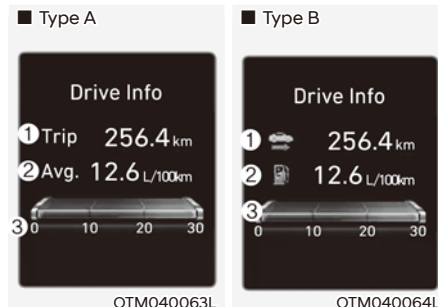 ■ Type A
Drive Info
1 Trip 256.4 km
2 Avg. 12.6 L/100km
3
0 10 20 30
OTM040063L
■ Type B
Drive Info
1 256.4 km
2 12.6 L/100km
3
0 10 20 30
OTM040064L